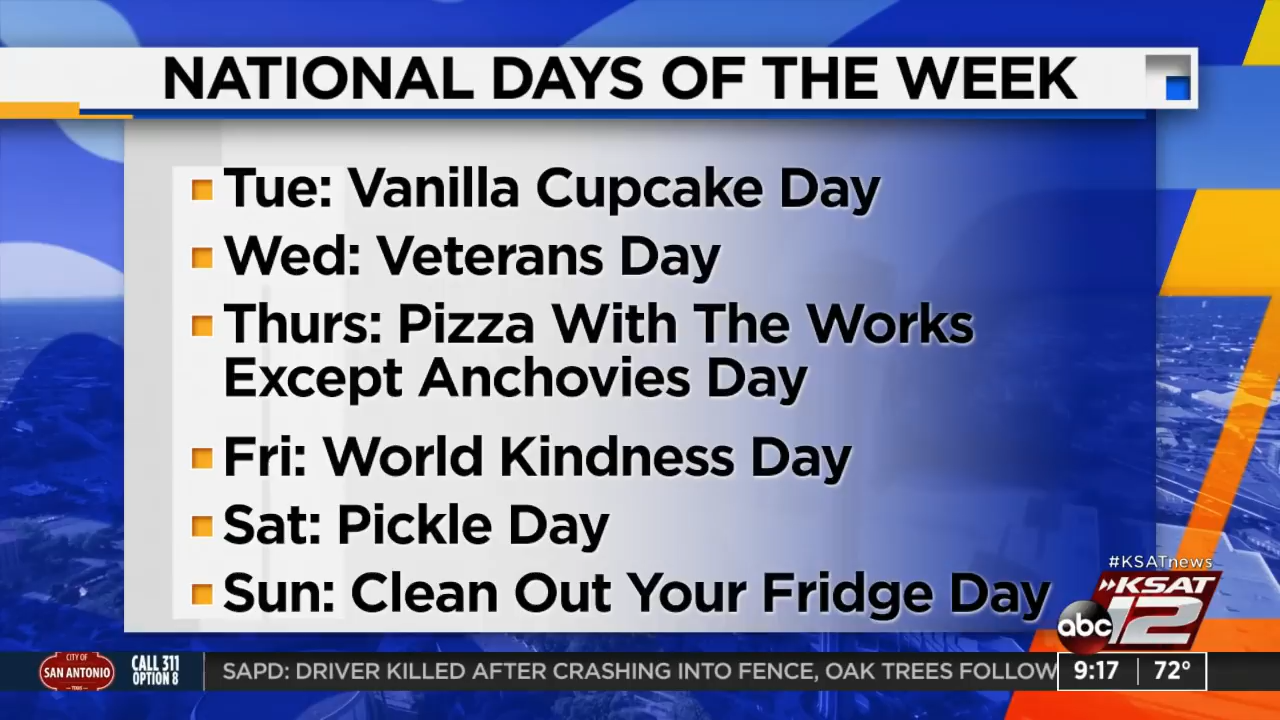 NATIONAL DAYS OF THE WEEK
Tue: Vanilla Cupcake Day
Wed: Veterans Day
Thurs: Pizza With The Works
Except Anchovies Day
Fri: World Kindness Day
Sat: Pickle Day
Sun: Clean Out Your Fridge Day
#KSATnews
KSAT
abc 12
CITY OF
SAN ANTONIO
TEXAS
CALL 311
OPTION 8
SAPD: DRIVER KILLED AFTER CRASHING INTO FENCE, OAK TREES FOLLOW
9:17 72°